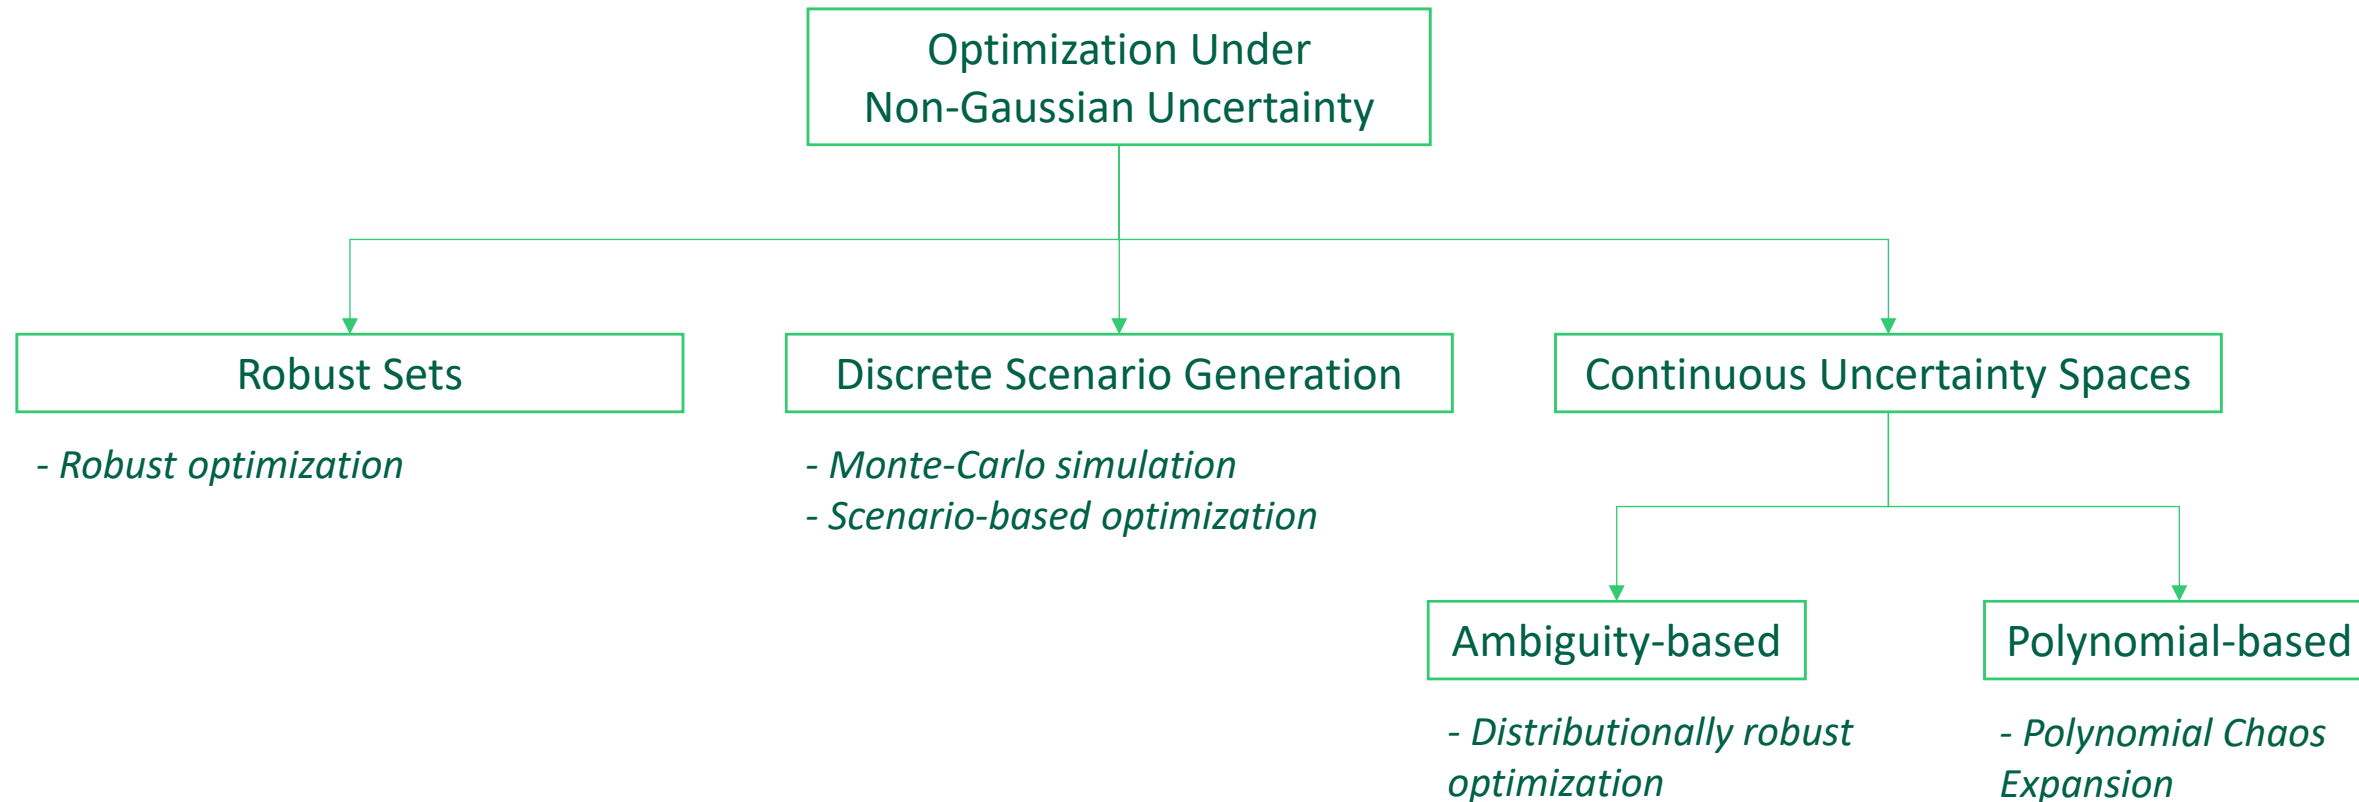 Optimization Under
Non-Gaussian Uncertainty
Robust Sets
Discrete Scenario Generation
Continuous Uncertainty Spaces
- Robust optimization
- Monte-Carlo simulation
- Scenario-based optimization
Ambiguity-based
Polynomial-based
- Distributionally robust
optimization
- Polynomial Chaos
Expansion